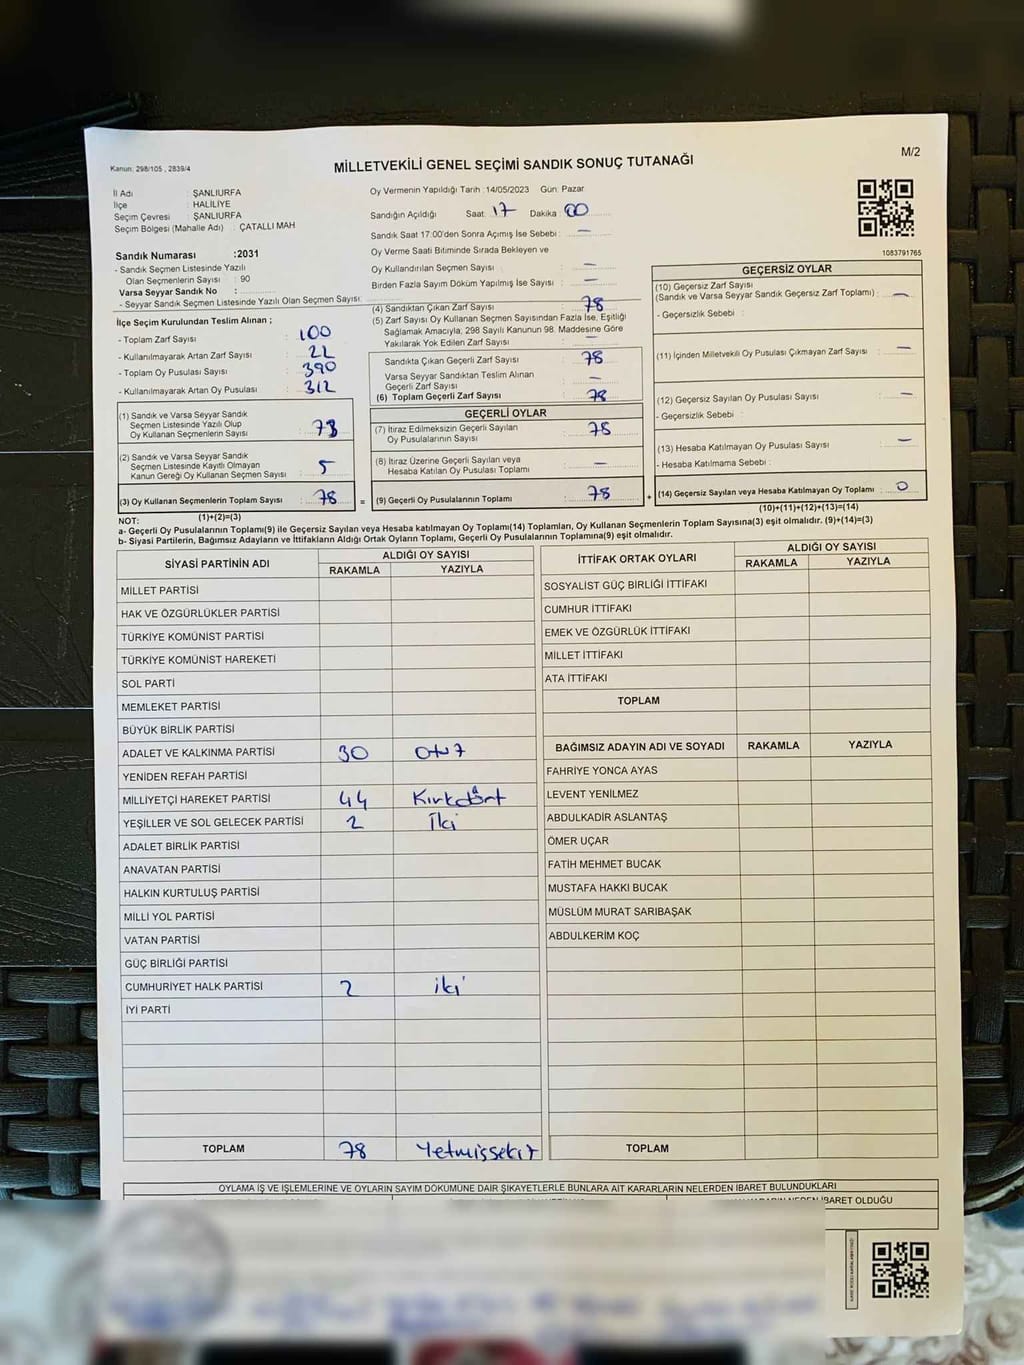 Kanun: 298/105 , 2839/4
MİLLETVEKİLİ GENEL SEÇİMİ SANDIK SONUÇ TUTANAĞI
M/2
İl Adı : ŞANLIURFA
İlçe : HALİLİYE
Seçim Çevresi : ŞANLIURFA
Seçim Bölgesi (Mahalle Adı) : ÇATALLI MAH
Sandık Numarası :2031
- Sandık Seçmen Listesinde Yazılı
Olan Seçmenlerin Sayısı : 90
Varsa Seyyar Sandık No :
- Seyyar Sandık Seçmen Listesinde Yazılı Olan Seçmen Sayısı:
İlçe Seçim Kurulundan Teslim Alınan ;
- Toplam Zarf Sayısı : 100
- Kullanılmayarak Artan Zarf Sayısı : 22
- Toplam Oy Pusulası Sayısı : 390
- Kullanılmayarak Artan Oy Pusulası : 312
(1) Sandık ve Varsa Seyyar Sandık
Seçmen Listesinde Yazılı Olup
Oy Kullanan Seçmenlerin Sayısı : 73
(2) Sandık ve Varsa Seyyar Sandık
Seçmen Listesinde Kayıtlı Olmayan
Kanun Gereği Oy Kullanan Seçmen Sayısı : 5
(3) Oy Kullanan Seçmenlerin Toplam Sayısı : 78
(1)+(2)=(3)
Oy Vermenin Yapıldığı Tarih :14/05/2023 Gün: Pazar
Sandığın Açıldığı Saat: 17 Dakika : 00
Sandık Saat 17:00'den Sonra Açımış İse Sebebi : –
Oy Verme Saati Bitiminde Sırada Bekleyen ve
Oy Kullandırılan Seçmen Sayısı : –
Birden Fazla Sayım Döküm Yapılmış İse Sayısı : –
(4) Sandıktan Çıkan Zarf Sayısı : 78
(5) Zarf Sayısı Oy Kullanan Seçmen Sayısından Fazla İse, Eşitliği
Sağlamak Amacıyla; 298 Sayılı Kanunun 98. Maddesine Göre
Yakılarak Yok Edilen Zarf Sayısı : –
Sandıkta Çıkan Geçerli Zarf Sayısı : 78
Varsa Seyyar Sandıktan Teslim Alınan
Geçerli Zarf Sayısı : –
(6) Toplam Geçerli Zarf Sayısı : 78
GEÇERLİ OYLAR
(7) İtiraz Edilmeksizin Geçerli Sayılan
Oy Pusulalarının Sayısı : 78
(8) İtiraz Üzerine Geçerli Sayılan veya
Hesaba Katılan Oy Pusulası Toplamı : –
= (9) Geçerli Oy Pusulalarının Toplamı : 78
1083791765
GEÇERSİZ OYLAR
(10) Geçersiz Zarf Sayısı
(Sandık ve Varsa Seyyar Sandık Geçersiz Zarf Toplamı) : –
- Geçersizlik Sebebi :
(11) İçinden Milletvekili Oy Pusulası Çıkmayan Zarf Sayısı : –
(12) Geçersiz Sayılan Oy Pusulası Sayısı : –
- Geçersizlik Sebebi :
(13) Hesaba Katılmayan Oy Pusulası Sayısı : –
- Hesaba Katılmama Sebebi :
+ (14) Geçersiz Sayılan veya Hesaba Katılmayan Oy Toplamı : 0
(10)+(11)+(12)+(13)=(14)
NOT:
a- Geçerli Oy Pusulalarının Toplamı(9) ile Geçersiz Sayılan veya Hesaba katılmayan Oy Toplamı(14) Toplamları, Oy Kullanan Seçmenlerin Toplam Sayısına(3) eşit olmalıdır. (9)+(14)=(3)
b- Siyasi Partilerin, Bağımsız Adayların ve İttifakların Aldığı Ortak Oyların Toplamı, Geçerli Oy Pusulalarının Toplamına(9) eşit olmalıdır.
SİYASİ PARTİNİN ADI ALDIĞI OY SAYISI
RAKAMLA YAZIYLA
MİLLET PARTİSİ
HAK VE ÖZGÜRLÜKLER PARTİSİ
TÜRKİYE KOMÜNİST PARTİSİ
TÜRKİYE KOMÜNİST HAREKETİ
SOL PARTİ
MEMLEKET PARTİSİ
BÜYÜK BİRLİK PARTİSİ
ADALET VE KALKINMA PARTİSİ 30 Otuz
YENİDEN REFAH PARTİSİ
MİLLİYETÇİ HAREKET PARTİSİ 44 Kırkdört
YEŞİLLER VE SOL GELECEK PARTİSİ 2 İki
ADALET BİRLİK PARTİSİ
ANAVATAN PARTİSİ
HALKIN KURTULUŞ PARTİSİ
MİLLİ YOL PARTİSİ
VATAN PARTİSİ
GÜÇ BİRLİĞİ PARTİSİ
CUMHURİYET HALK PARTİSİ 2 iki
İYİ PARTİ
TOPLAM 78 Yetmişsekiz
İTTİFAK ORTAK OYLARI ALDIĞI OY SAYISI
RAKAMLA YAZIYLA
SOSYALİST GÜÇ BİRLİĞİ İTTİFAKI
CUMHUR İTTİFAKI
EMEK VE ÖZGÜRLÜK İTTİFAKI
MİLLET İTTİFAKI
ATA İTTİFAKI
TOPLAM
BAĞIMSIZ ADAYIN ADI VE SOYADI RAKAMLA YAZIYLA
FAHRİYE YONCA AYAS
LEVENT YENİLMEZ
ABDULKADİR ASLANTAŞ
ÖMER UÇAR
FATİH MEHMET BUCAK
MUSTAFA HAKKI BUCAK
MÜSLÜM MURAT SARIBAŞAK
ABDULKERİM KOÇ
TOPLAM
OYLAMA İŞ VE İŞLEMLERİNE VE OYLARIN SAYIM DÖKÜMÜNE DAİR ŞİKAYETLERLE BUNLARA AİT KARARLARIN NELERDEN İBARET BULUNDUKLARI
NEDEN İBARET OLDUĞU